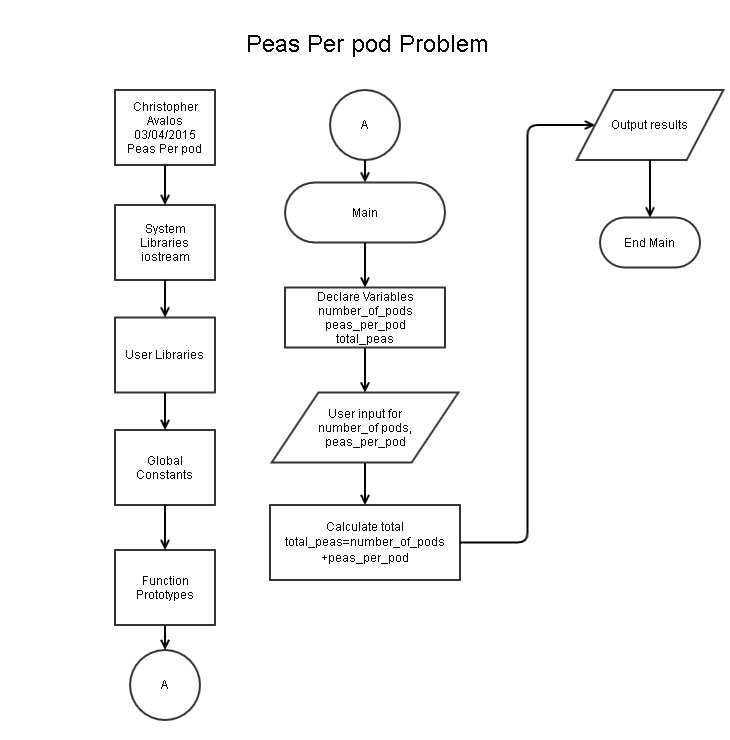 Peas Per pod Problem
Christopher
Avalos
03/04/2015
Peas Per pod
System
Libraries
iostream
User Libraries
Global
Constants
Function
Prototypes
A
A
Main
Declare Variables
number_of_pods
peas_per_pod
total_peas
User input for
number_of pods,
peas_per_pod
Calculate total
total_peas=number_of_pods
+peas_per_pod
Output results
End Main